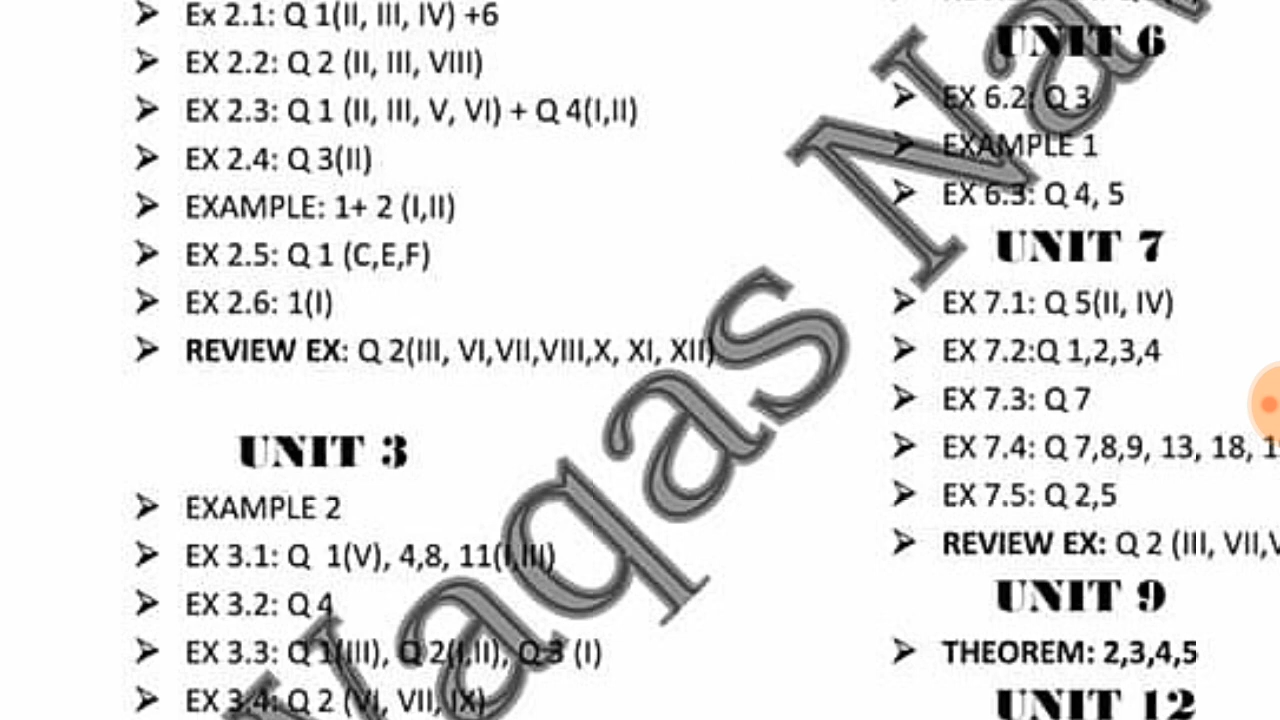 Ex 2.1: Q 1(II, III, IV) +6
EX 2.2: Q 2 (II, III, VIII)
EX 2.3: Q 1 (II, III, V, VI) + Q 4(I,II)
EX 2.4: Q 3(II)
EXAMPLE: 1+ 2 (I,II)
EX 2.5: Q 1 (C,E,F)
EX 2.6: 1(I)
REVIEW EX: Q 2(III, VI,VII,VIII,X, XI, XII)
UNIT 3
EXAMPLE 2
EX 3.1: Q 1(V), 4,8, 11(I,III)
EX 3.2: Q 4
EX 3.3: Q 1(III), Q 2(I,II), Q 3 (I)
EX 3.4: Q 2 (VI, VII, IX)
UNIT 6
EX 6.2: Q 3
EXAMPLE 1
EX 6.3: Q 4, 5
UNIT 7
EX 7.1: Q 5(II, IV)
EX 7.2:Q 1,2,3,4
EX 7.3: Q 7
EX 7.4: Q 7,8,9, 13, 18,
EX 7.5: Q 2,5
REVIEW EX: Q 2 (III, VII,
UNIT 9
THEOREM: 2,3,4,5
UNIT 12
Waqas